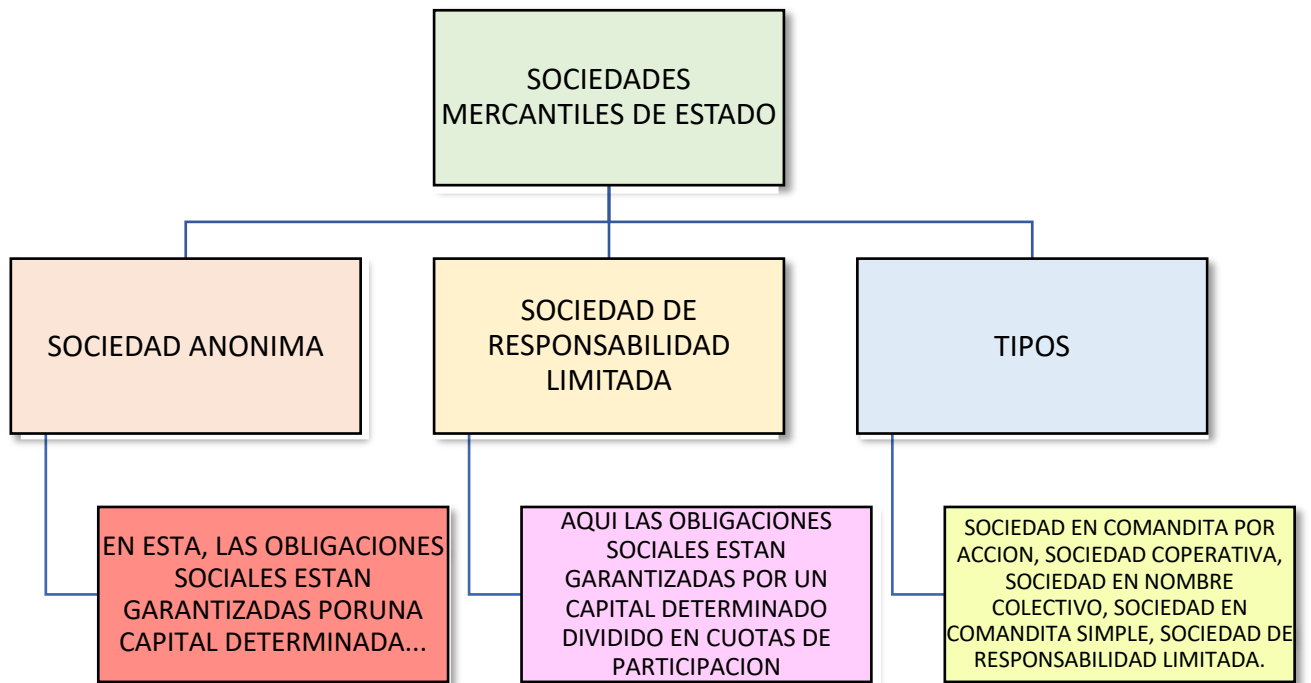 SOCIEDADES
MERCANTILES DE ESTADO
SOCIEDAD ANONIMA
SOCIEDAD DE
RESPONSABILIDAD
LIMITADA
TIPOS
EN ESTA, LAS OBLIGACIONES
SOCIALES ESTAN
GARANTIZADAS PORUNA
CAPITAL DETERMINADA...
AQUI LAS OBLIGACIONES
SOCIALES ESTAN
GARANTIZADAS POR UN
CAPITAL DETERMINADO
DIVIDIDO EN CUOTAS DE
PARTICIPACION
SOCIEDAD EN COMANDITA POR
ACCION, SOCIEDAD COPERATIVA,
SOCIEDAD EN NOMBRE
COLECTIVO, SOCIEDAD EN
COMANDITA SIMPLE, SOCIEDAD DE
RESPONSABILIDAD LIMITADA.